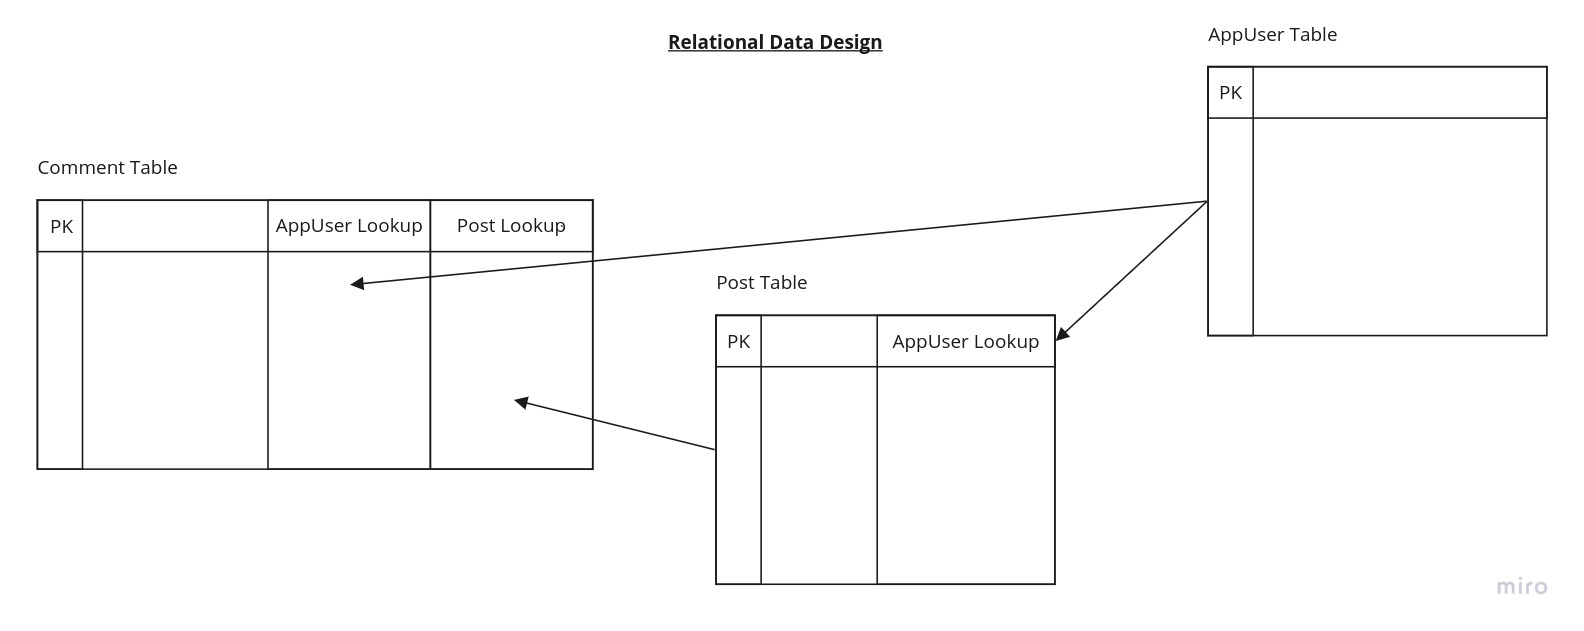 Relational Data Design
AppUser Table
PK
Comment Table
PK
AppUser Lookup
Post Lookup
Post Table
PK
AppUser Lookup
miro